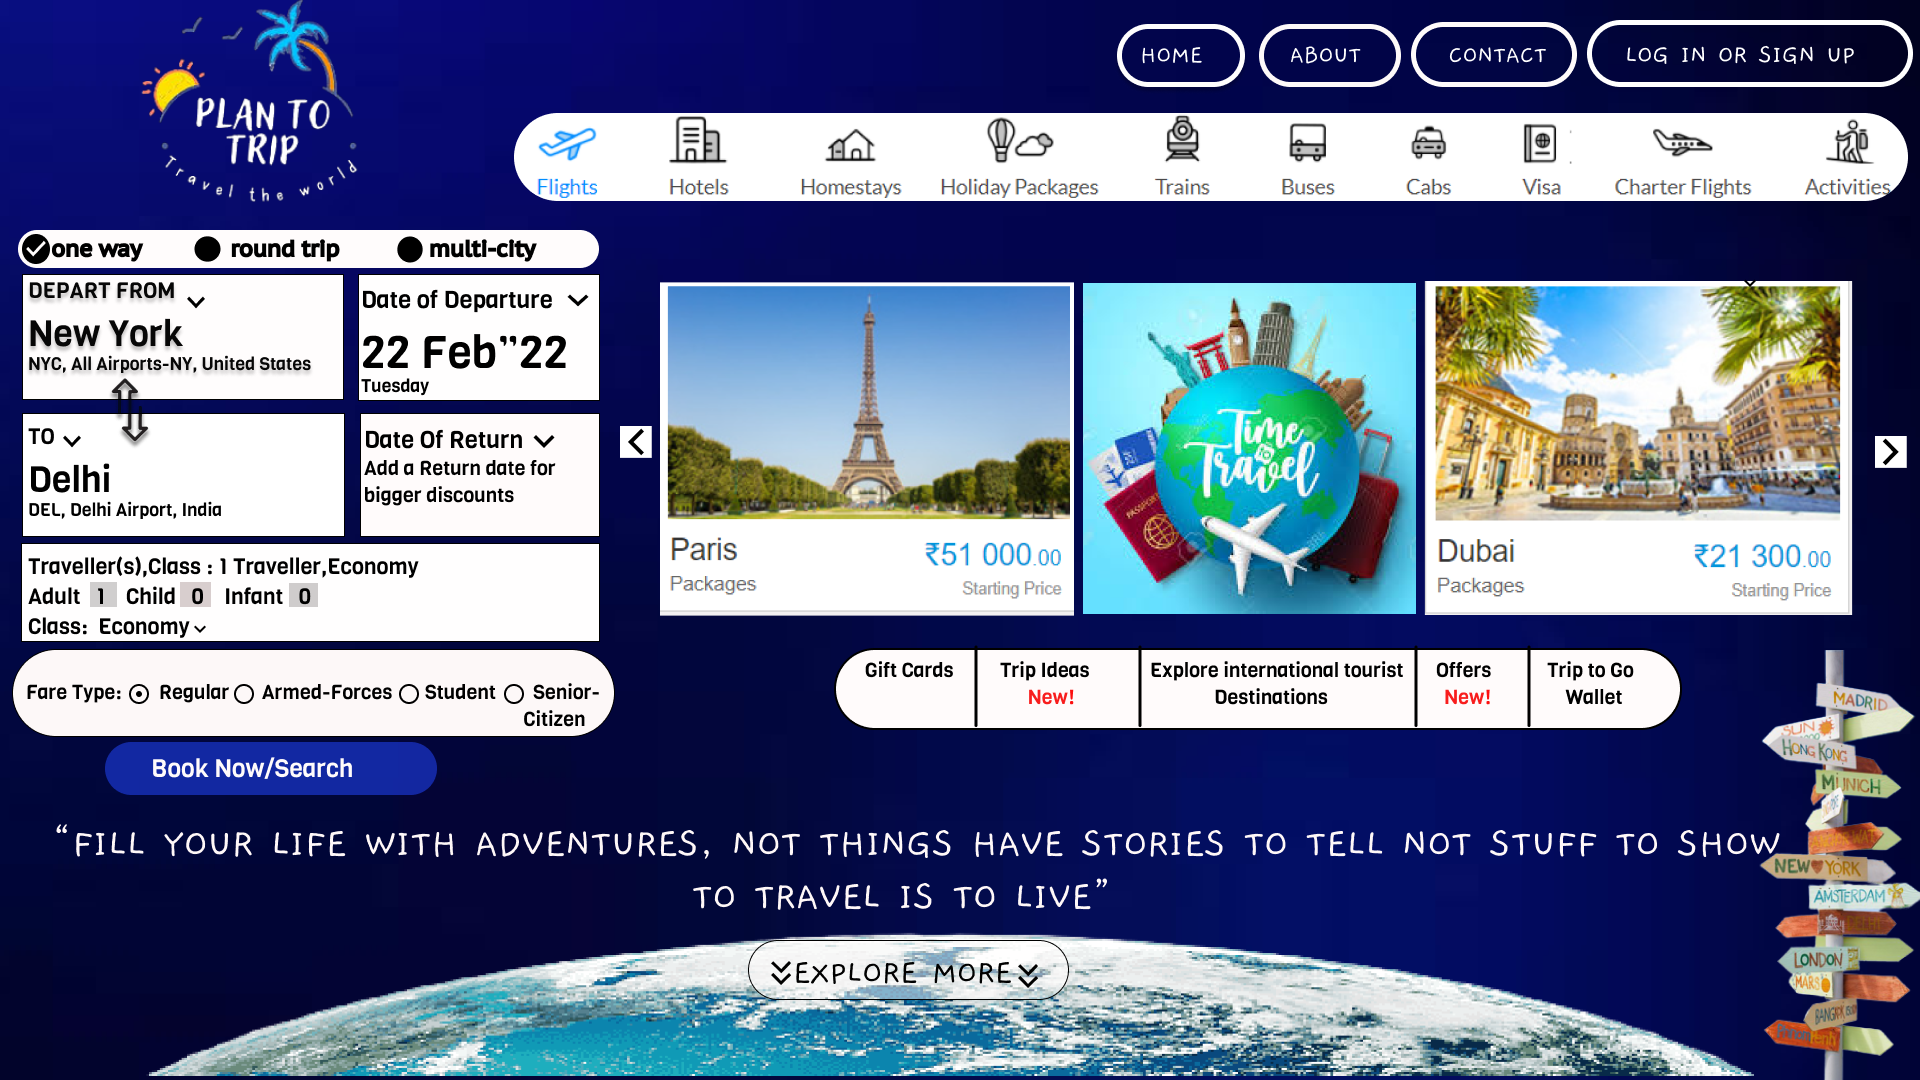 PLAN TO
TRIP
Travel the world
HOME
ABOUT
CONTACT
LOG IN OR SIGN UP
Flights
Hotels
Homestays
Holiday Packages
Trains
Buses
Cabs
Visa
Charter Flights
Activities
one way
round trip
multi-city
DEPART FROM
New York
NYC, All Airports-NY, United States
Date of Departure
22 Feb”22
Tuesday
TO
Delhi
DEL, Delhi Airport, India
Date Of Return
Add a Return date for
bigger discounts
Traveller(s),Class : 1 Traveller,Economy
Adult 1 Child 0 Infant 0
Class: Economy
Fare Type: Regular Armed-Forces Student Senior-
Citizen
Book Now/Search
Paris
Packages
₹51 000.00
Starting Price
Time
to
Travel
PASSPORT
Dubai
Packages
₹21 300.00
Starting Price
Gift Cards
Trip Ideas
New!
Explore international tourist
Destinations
Offers
New!
Trip to Go
Wallet
“FILL YOUR LIFE WITH ADVENTURES, NOT THINGS HAVE STORIES TO TELL NOT STUFF TO SHOW
TO TRAVEL IS TO LIVE”
EXPLORE MORE
MADRID
SUN
HONG KONG
MUNICH
NEW YORK
AMSTERDAM
LONDON
MARS